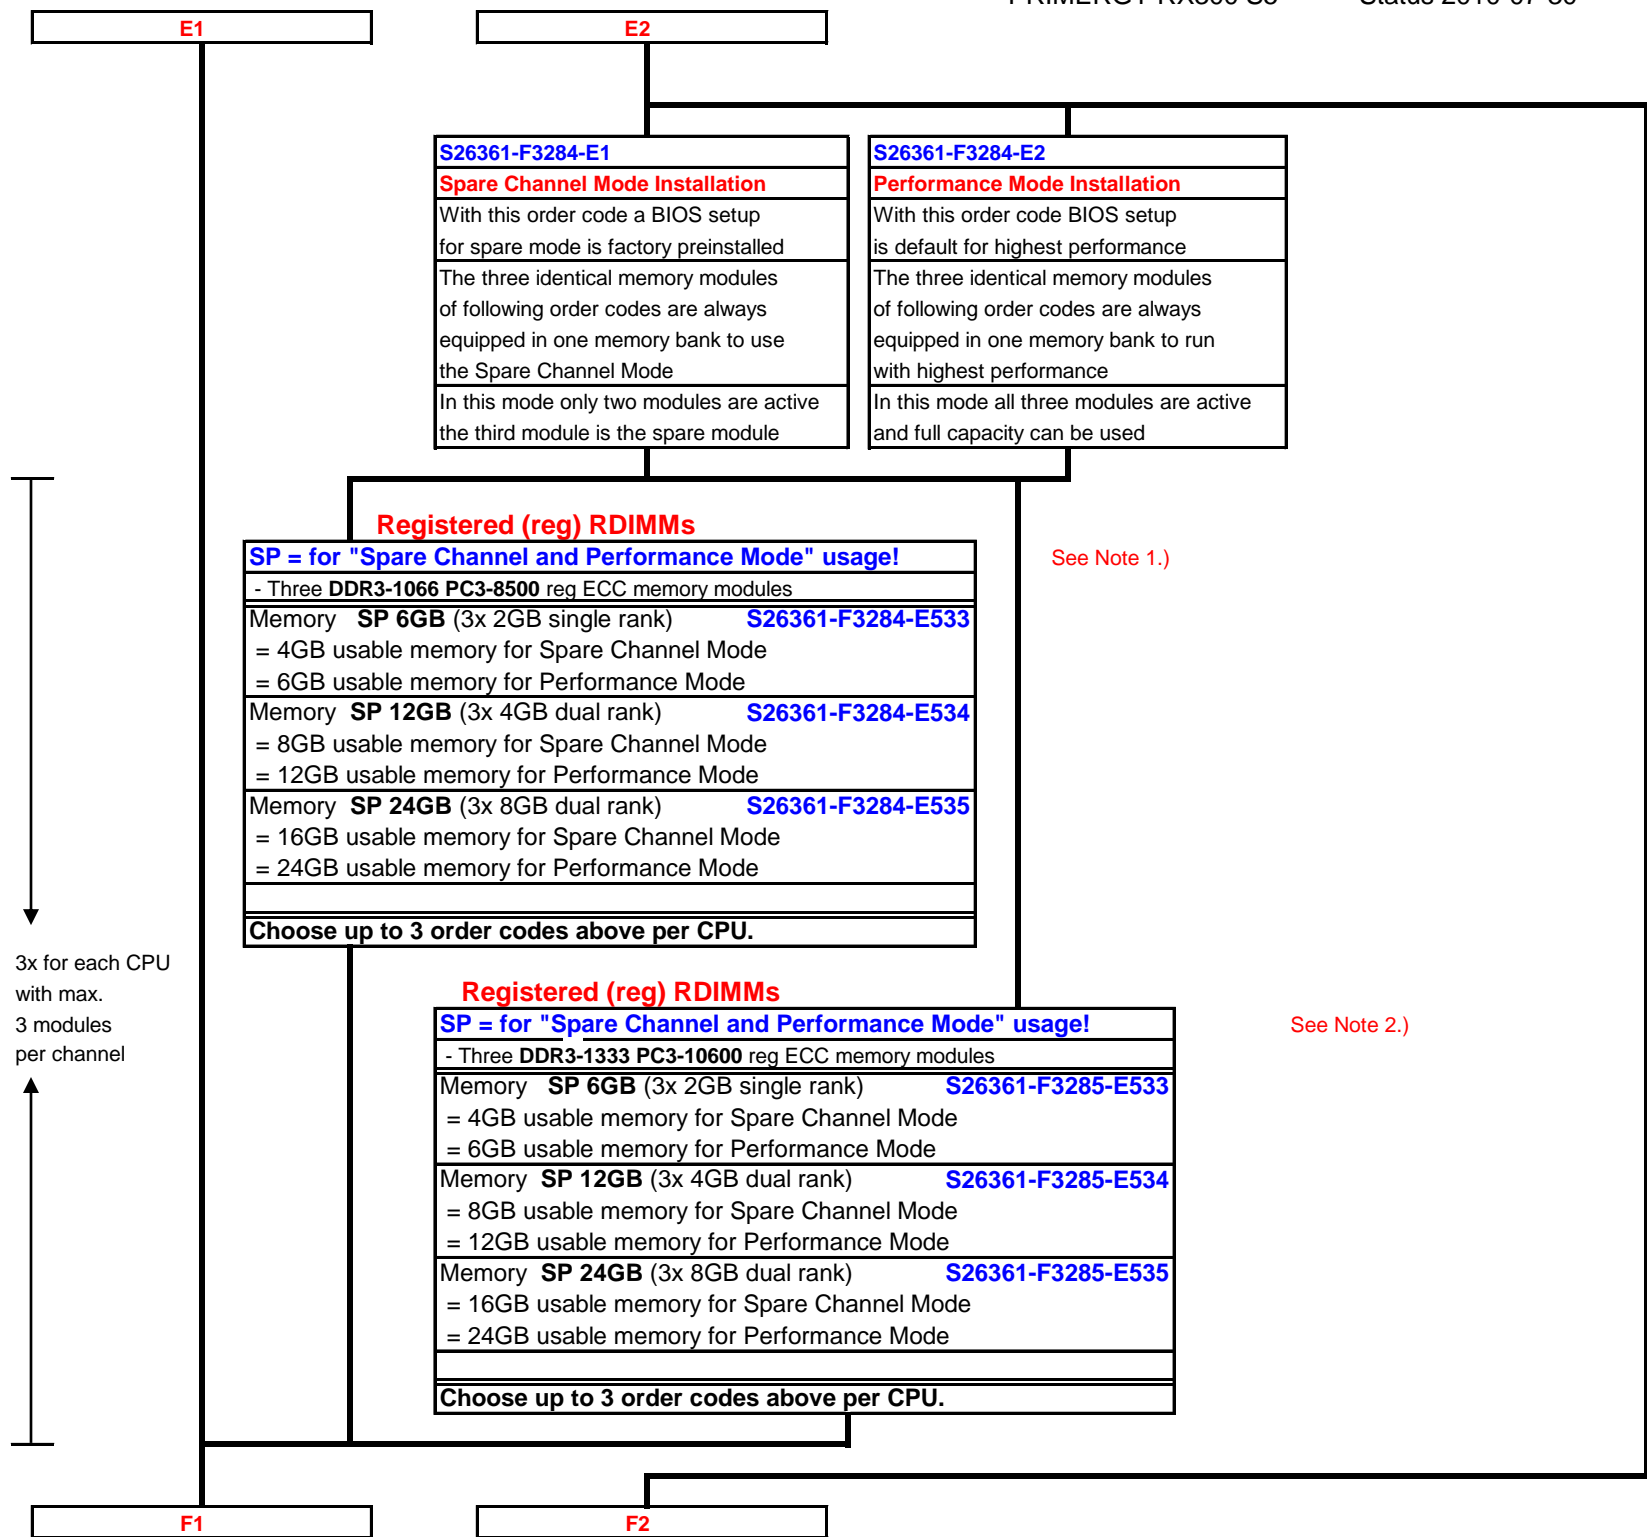 E1
E2
S26361-F3284-E1
Spare Channel Mode Installation
With this order code a BIOS setup
for spare mode is factory preinstalled
The three identical memory modules
of following order codes are always
equipped in one memory bank to use
the Spare Channel Mode
In this mode only two modules are active
the third module is the spare module
S26361-F3284-E2
Performance Mode Installation
With this order code BIOS setup
is default for highest performance
The three identical memory modules
of following order codes are always
equipped in one memory bank to run
with highest performance
In this mode all three modules are active
and full capacity can be used
Registered (reg) RDIMMs
SP = for "Spare Channel and Performance Mode" usage!
See Note 1.)
- Three DDR3-1066 PC3-8500 reg ECC memory modules
Memory SP 6GB (3x 2GB single rank) S26361-F3284-E533
= 4GB usable memory for Spare Channel Mode
= 6GB usable memory for Performance Mode
Memory SP 12GB (3x 4GB dual rank) S26361-F3284-E534
= 8GB usable memory for Spare Channel Mode
= 12GB usable memory for Performance Mode
Memory SP 24GB (3x 8GB dual rank) S26361-F3284-E535
= 16GB usable memory for Spare Channel Mode
= 24GB usable memory for Performance Mode
Choose up to 3 order codes above per CPU.
3x for each CPU
with max.
3 modules
per channel
Registered (reg) RDIMMs
SP = for "Spare Channel and Performance Mode" usage!
See Note 2.)
- Three DDR3-1333 PC3-10600 reg ECC memory modules
Memory SP 6GB (3x 2GB single rank) S26361-F3285-E533
= 4GB usable memory for Spare Channel Mode
= 6GB usable memory for Performance Mode
Memory SP 12GB (3x 4GB dual rank) S26361-F3285-E534
= 8GB usable memory for Spare Channel Mode
= 12GB usable memory for Performance Mode
Memory SP 24GB (3x 8GB dual rank) S26361-F3285-E535
= 16GB usable memory for Spare Channel Mode
= 24GB usable memory for Performance Mode
Choose up to 3 order codes above per CPU.
F1
F2